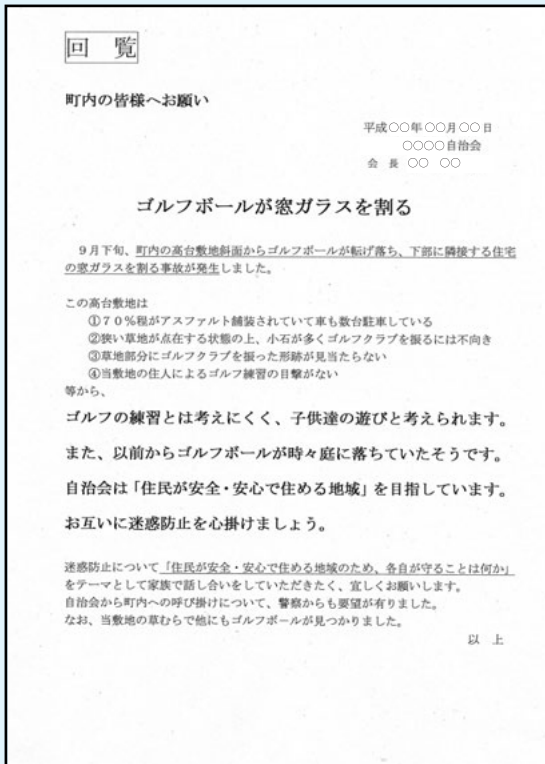 回 覧
町内の皆様へお願い
平成○○年○○月○○日
○○○○自治会
会 長 ○○ ○○
ゴルフボールが窓ガラスを割る
9月下旬、町内の高台敷地斜面からゴルフボールが転げ落ち、下部に隣接する住宅
の窓ガラスを割る事故が発生しました。
この高台敷地は
①70%程がアスファルト舗装されていて車も数台駐車している
②狭い草地が点在する状態の上、小石が多くゴルフクラブを振るには不向き
③草地部分にゴルフクラブを振った形跡が見当たらない
④当敷地の住人によるゴルフ練習の目撃がない
等から、
ゴルフの練習とは考えにくく、子供達の遊びと考えられます。
また、以前からゴルフボールが時々庭に落ちていたそうです。
自治会は「住民が安全・安心で住める地域」を目指しています。
お互いに迷惑防止を心掛けましょう。
迷惑防止について「住民が安全・安心で住める地域のため、各自が守ることは何か」
をテーマとして家族で話し合いをしていただきたく、宜しくお願いします。
自治会から町内への呼び掛けについて、警察からも要望が有りました。
なお、当敷地の草むらで他にもゴルフボールが見つかりました。
以 上